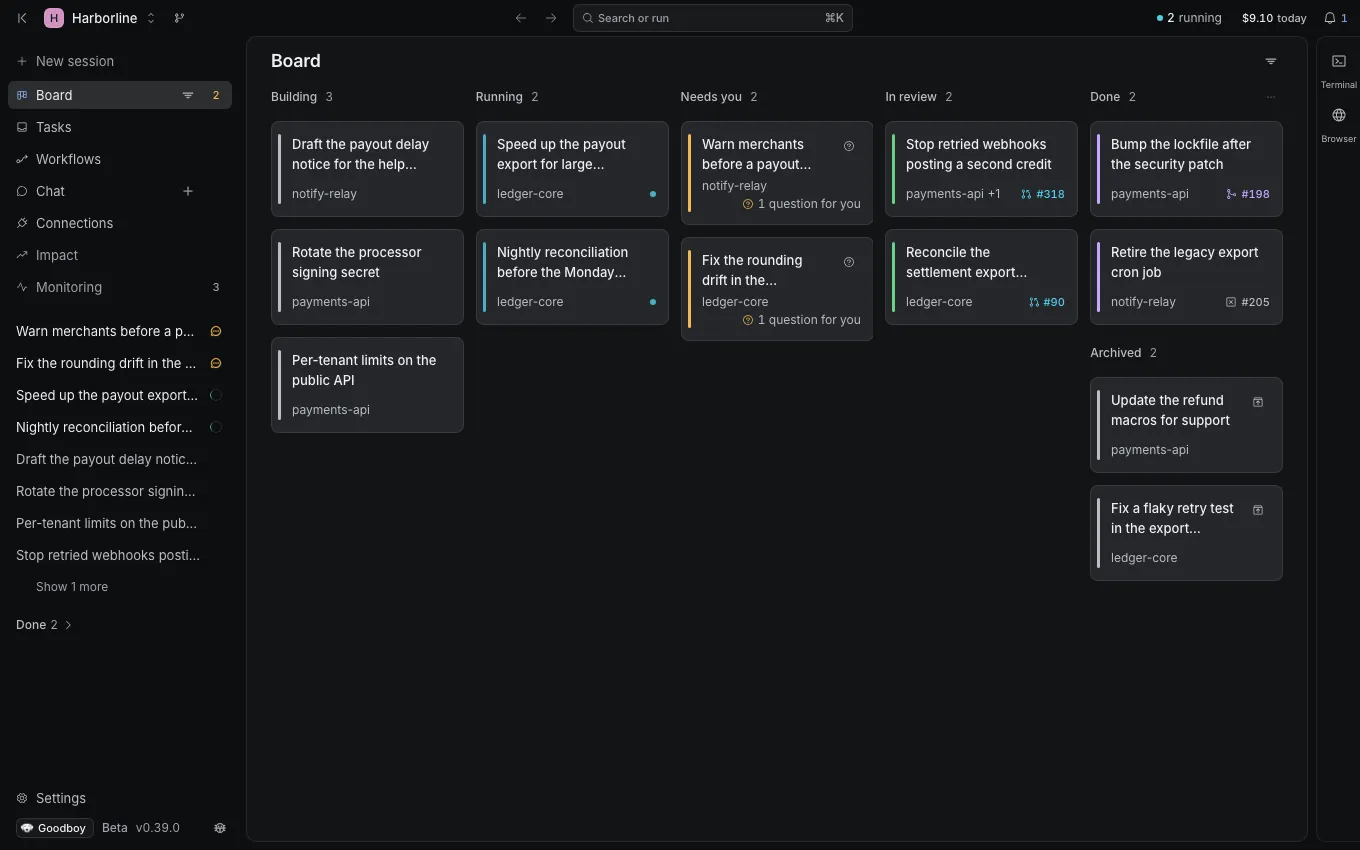 H Harborline
Search or run ⌘K
2 running $9.10 today 1
New session
Board 2
Tasks
Workflows
Chat
Connections
Impact
Monitoring 3
Warn merchants before a p...
Fix the rounding drift in the ...
Speed up the payout export...
Nightly reconciliation befor...
Draft the payout delay notic...
Rotate the processor signin...
Per-tenant limits on the pub...
Stop retried webhooks posti...
Show 1 more
Done 2
Settings
Goodboy Beta v0.39.0
Board
Building 3
Draft the payout delay
notice for the help...
notify-relay
Rotate the processor
signing secret
payments-api
Per-tenant limits on the
public API
payments-api
Running 2
Speed up the payout
export for large...
ledger-core
Nightly reconciliation
before the Monday...
ledger-core
Needs you 2
Warn merchants
before a payout...
notify-relay
1 question for you
Fix the rounding
drift in the...
ledger-core
1 question for you
In review 2
Stop retried webhooks
posting a second credit
payments-api +1 #318
Reconcile the
settlement export...
ledger-core #90
Done 2 ...
Bump the lockfile after
the security patch
payments-api #198
Retire the legacy export
cron job
notify-relay #205
Archived 2
Update the refund
macros for support
payments-api
Fix a flaky retry test
in the export...
ledger-core
Terminal
Browser